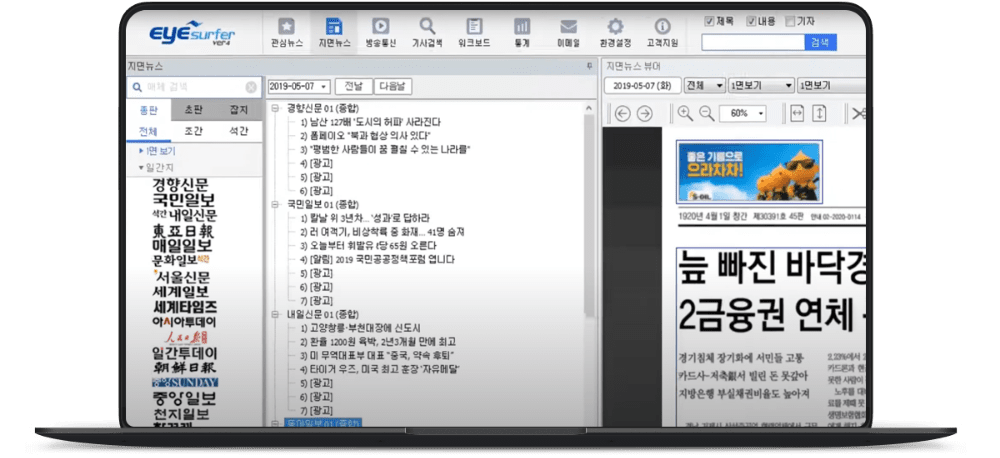 EYEsurfer
ver.4
관심뉴스 지면뉴스 방송통신 기사검색 워크보드 통계 이메일 환경설정 고객지원
제목 내용 기자
검색
지면뉴스
매체 검색
종판 초판 잡지
전체 조간 석간
1면 보기
일간지
경향신문
국민일보
석간 내일신문
東亞日報
매일일보
문화일보 석간
서울신문
세계일보
세계타임즈
아시아투데이
人民日報
일간투데이
朝鮮日報
중앙SUNDAY
중앙일보
천지일보
2019-05-07 전날 다음날
경향신문 01 (종합)
1) 남산 127배 '도시의 허파' 사라진다
2) 폼페이오 "북과 협상 의사 있다"
3) "평범한 사람들이 꿈 펼칠 수 있는 나라를"
4) [광고]
5) [광고]
6) [광고]
국민일보 01 (종합)
1) 칼날 위 3년차… '성과'로 답하라
2) 러 여객기, 비상착륙 중 화재… 41명 숨져
3) 오늘부터 휘발유 ℓ당 65원 오른다
4) [알림] 2019 국민공공정책포럼 엽니다
5) [광고]
6) [광고]
7) [광고]
내일신문 01 (종합)
1) 고양창릉·부천대장에 신도시
2) 환율 1200원 육박, 2년3개월 만에 최고
3) 미 무역대표부 대표 "중국, 약속 후퇴"
4) 타이거 우즈, 미국 최고 훈장 '자유메달'
5) [광고]
6) [광고]
7) [광고]
동아일보 01 (종합)
지면뉴스 뷰어
2019-05-07 (화) 전체 1면보기 1면보기
60%
좋은 기름으로
으라차차!
S-OIL
1920년 4월 1일 창간 제30391호 45판 안내 02-2020-0114
늪 빠진 바닥경
2금융권 연체
경기침체 장기화에 서민들 고통
카드사·저축銀서 빌린 돈 못갚아
지방은행 부실채권비율도 높아져